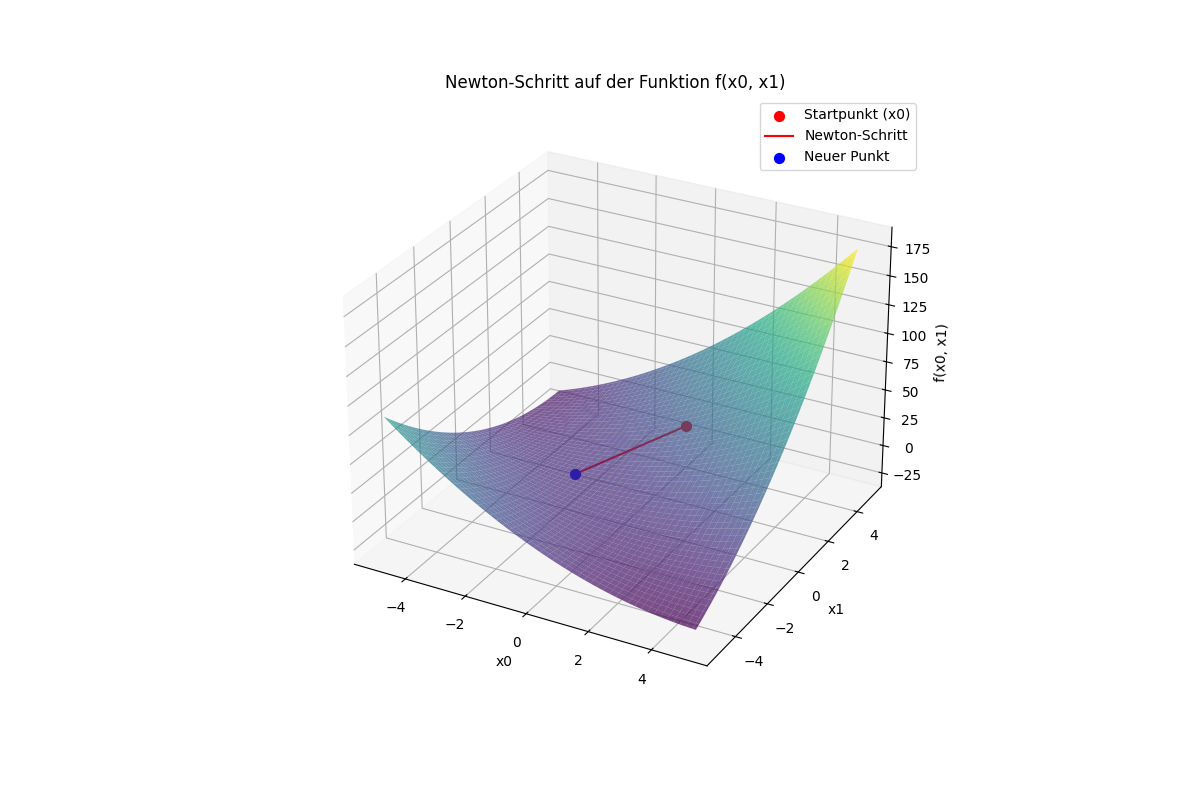 Newton-Schritt auf der Funktion f(x0, x1)
Startpunkt (x0)
Newton-Schritt
Neuer Punkt
175
150
125
100
75
50
25
0
−25
f(x0, x1)
4
2
0
−2
−4
x1
−4
−2
0
2
4
x0